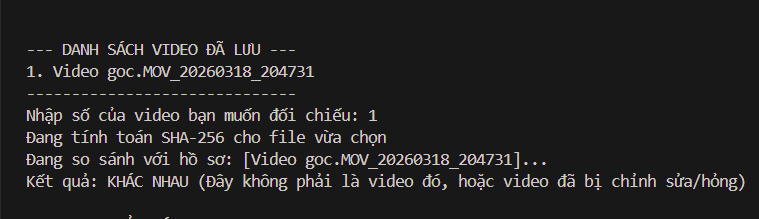 --- DANH SÁCH VIDEO ĐÃ LƯU ---
1. Video goc.MOV_20260318_204731
------------------------------
Nhập số của video bạn muốn đối chiếu: 1
Đang tính toán SHA-256 cho file vừa chọn
Đang so sánh với hồ sơ: [Video goc.MOV_20260318_204731]...
Kết quả: KHÁC NHAU (Đây không phải là video đó, hoặc video đã bị chỉnh sửa/hỏng)